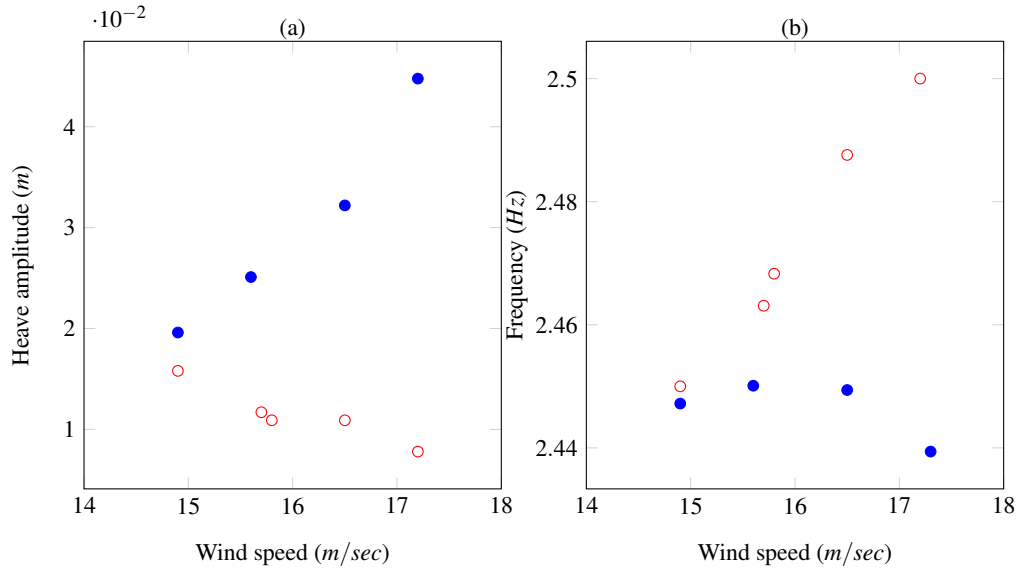 ·10−2
(a)
4
3
2
1
Heave amplitude (m)
14 15 16 17 18
Wind speed (m/sec)
(b)
2.5
2.48
2.46
2.44
Frequency (Hz)
14 15 16 17 18
Wind speed (m/sec)